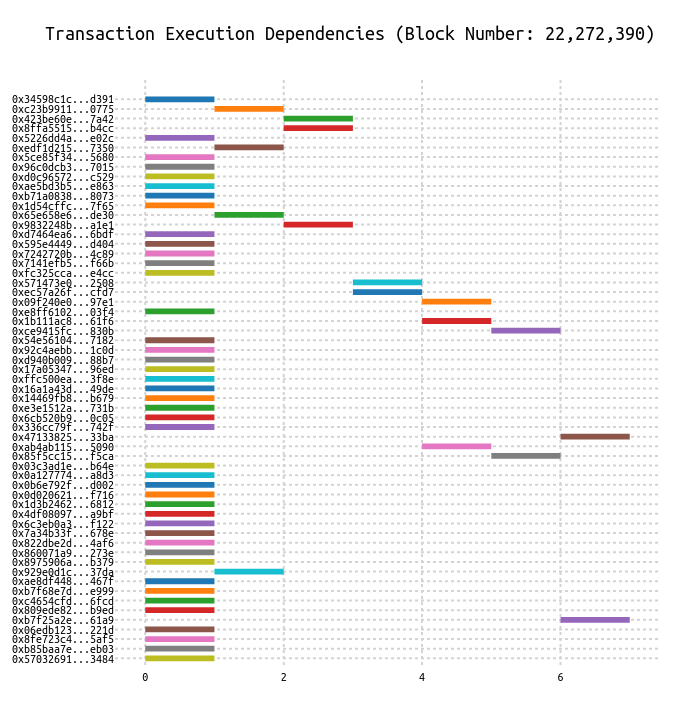 Transaction Execution Dependencies (Block Number: 22,272,390)
0x34598c1c...d391
0xc23b9911...0775
0x423be60e...7a42
0x8ffa5515...b4cc
0x5226dd4a...e02c
0xedf1d215...7350
0x5ce85f34...5680
0x96c0dcb3...7015
0xd0c96572...c529
0xae5bd3b5...e863
0xb71a0838...8073
0x1d54cffc...7f65
0x65e658e6...de30
0x9832248b...a1e1
0xd7464ea6...6bdf
0x595e4449...d404
0x7242720b...4c89
0x7141efb5...f66b
0xfc325cca...e4cc
0x571473e0...2508
0xec57a26f...cfd7
0x09f240e0...97e1
0xe8ff6102...03f4
0x1b111ac8...61f6
0xce9415fc...830b
0x54e56104...7182
0x92c4aebb...1c0d
0xd940b009...88b7
0x17a05347...96ed
0xffc500ea...3f8e
0x16a1a43d...49de
0x14469fb8...b679
0xe3e1512a...731b
0x6cb520b9...0c05
0x336cc79f...742f
0x47133825...33ba
0xab4ab115...5090
0x85f5cc15...f5ca
0x03c3ad1e...b64e
0x0a127774...a8d3
0x0b6e792f...d002
0x0d020621...f716
0x1d3b2462...6812
0x4df08097...a9bf
0x6c3eb0a3...f122
0x7a34b33f...678e
0x822dbe2d...4af6
0x860071a9...273e
0x8975906a...b379
0x929e0d1c...37da
0xae8df448...467f
0xb7f68e7d...e999
0xc4654cfd...6fcd
0x809ede82...b9ed
0xb7f25a2e...61a9
0x06edb123...221d
0x8fe723c4...5af5
0xb85baa7e...eb03
0x57032691...3484
0 2 4 6